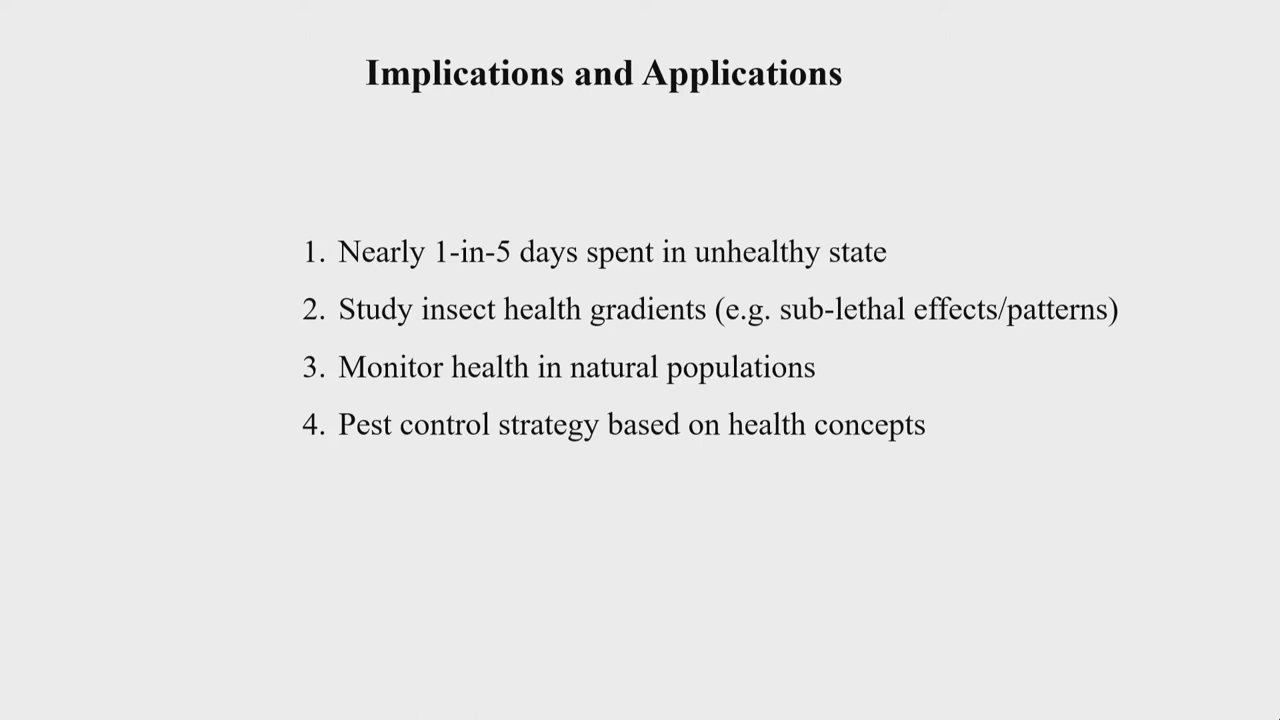 Implications and Applications
1. Nearly 1-in-5 days spent in unhealthy state
2. Study insect health gradients (e.g. sub-lethal effects/patterns)
3. Monitor health in natural populations
4. Pest control strategy based on health concepts